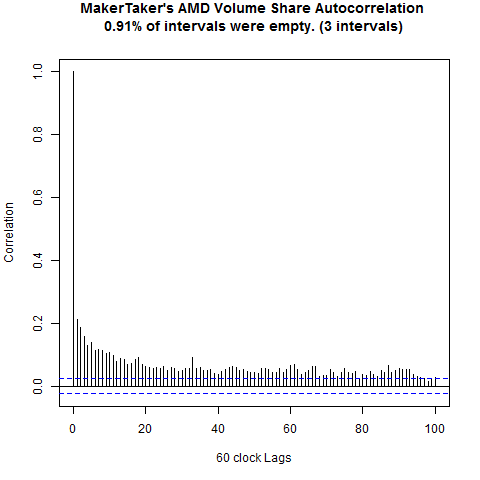 MakerTaker's AMD Volume Share Autocorrelation
0.91% of intervals were empty. (3 intervals)
Correlation
1.0
0.8
0.6
0.4
0.2
0.0
0 20 40 60 80 100
60 clock Lags